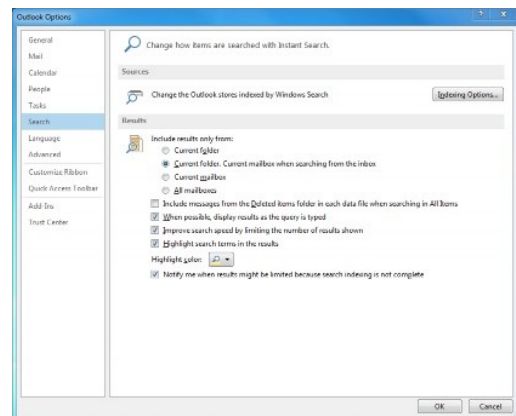 Outlook Options
?
X
General
Mail
Calendar
People
Tasks
Search
Language
Advanced
Customize Ribbon
Quick Access Toolbar
Add-Ins
Trust Center
Change how items are searched with Instant Search.
Sources
Change the Outlook stores indexed by Windows Search
Indexing Options...
Results
Include results only from:
Current folder
Current folder. Current mailbox when searching from the inbox
Current mailbox
All mailboxes
Include messages from the Deleted items folder in each data file when searching in All Items
When possible, display results as the query is typed
Improve search speed by limiting the number of results shown
Highlight search terms in the results
Highlight color:
Notify me when results might be limited because search indexing is not complete
OK
Cancel